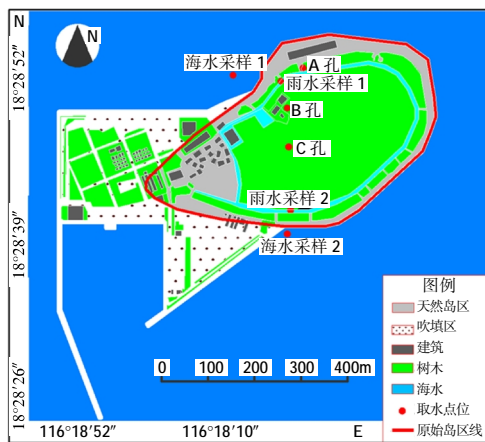 N
18°28′52″
18°28′39″
18°28′26″
N
海水采样 1
A 孔
雨水采样 1
B 孔
C 孔
雨水采样 2
海水采样 2
0 100 200 300 400m
图例
天然岛区
吹填区
建筑
树木
海水
取水点位
原始岛区线
116°18′52″ 116°18′10″ E